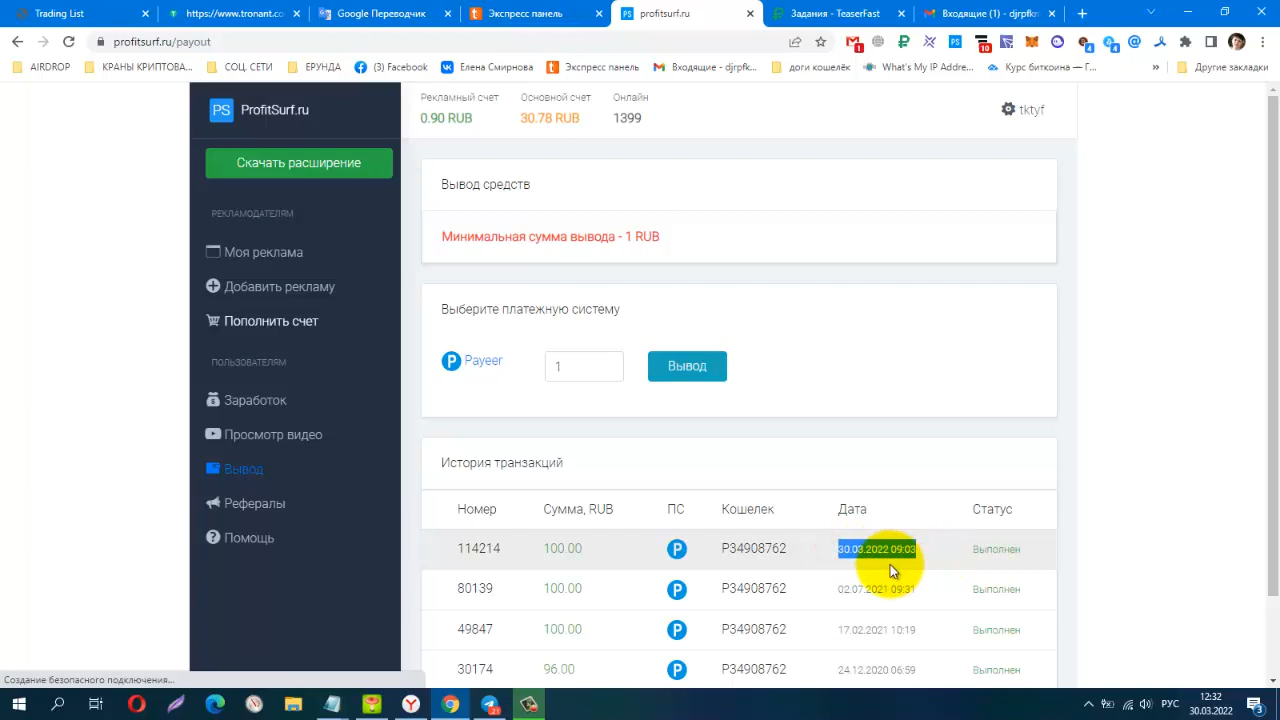 Trading List
https://www.tronant.co
Google Переводчик
Экспресс панель
profitsurf.ru
Задания - TeaserFast
Входящие (1) - djrpfkn
profitsurf.ru/payout
AIRDROP
КРАНЫ КРИПТОВА...
СОЦ. СЕТИ
ЕРУНДА
(3) Facebook
Елена Смирнова
Экспресс панель
Входящие - djrpfk...
доги кошелёк
What's My IP Addre...
Курс биткоина — Г...
»
Другие закладки
PS ProfitSurf.ru
Рекламный счет
Основной счет
Онлайн
0.90 RUB
30.78 RUB
1399
tktyf
Скачать расширение
РЕКЛАМОДАТЕЛЯМ
Моя реклама
Добавить рекламу
Пополнить счет
ПОЛЬЗОВАТЕЛЯМ
Заработок
Просмотр видео
Вывод
Рефералы
Помощь
Вывод средств
Минимальная сумма вывода - 1 RUB
Выберите платежную систему
Payeer
1
Вывод
История транзакций
Номер Сумма, RUB ПС Кошелек Дата Статус
114214 100.00 P P34908762 30.03.2022 09:03 Выполнен
80139 100.00 P P34908762 02.07.2021 09:31 Выполнен
49847 100.00 P P34908762 17.02.2021 10:19 Выполнен
30174 96.00 P P34908762 24.12.2020 06:59 Выполнен
Создание безопасного подключения...
РУС
12:32
30.03.2022